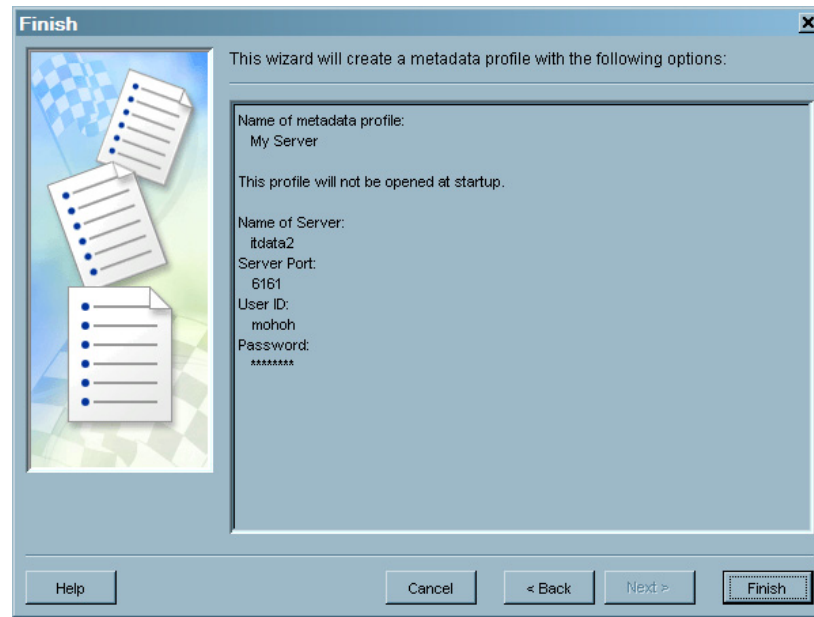 Finish
This wizard will create a metadata profile with the following options:
Name of metadata profile:
My Server
This profile will not be opened at startup.
Name of Server:
itdata2
Server Port:
6161
User ID:
mohoh
Password:
********
Help
Cancel
< Back
Next >
Finish